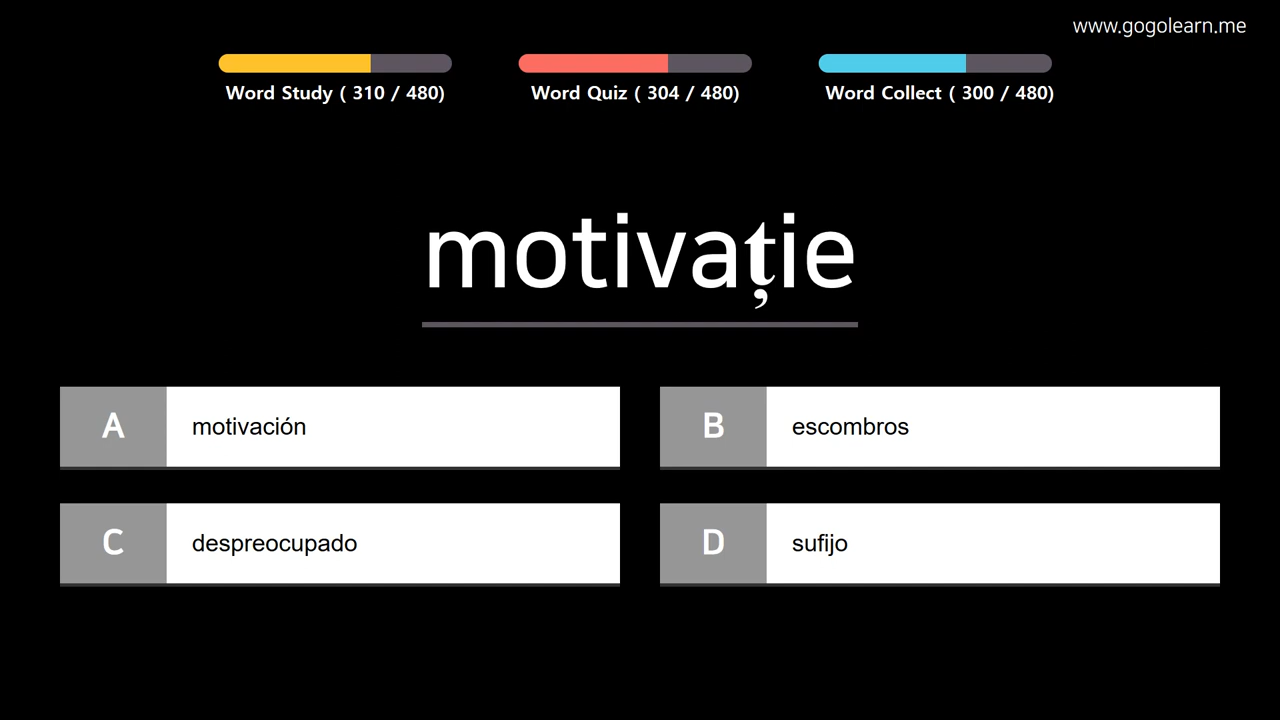 www.gogolearn.me
Word Study ( 310 / 480)
Word Quiz ( 304 / 480)
Word Collect ( 300 / 480)
motivație
A motivación
B escombros
C despreocupado
D sufijo